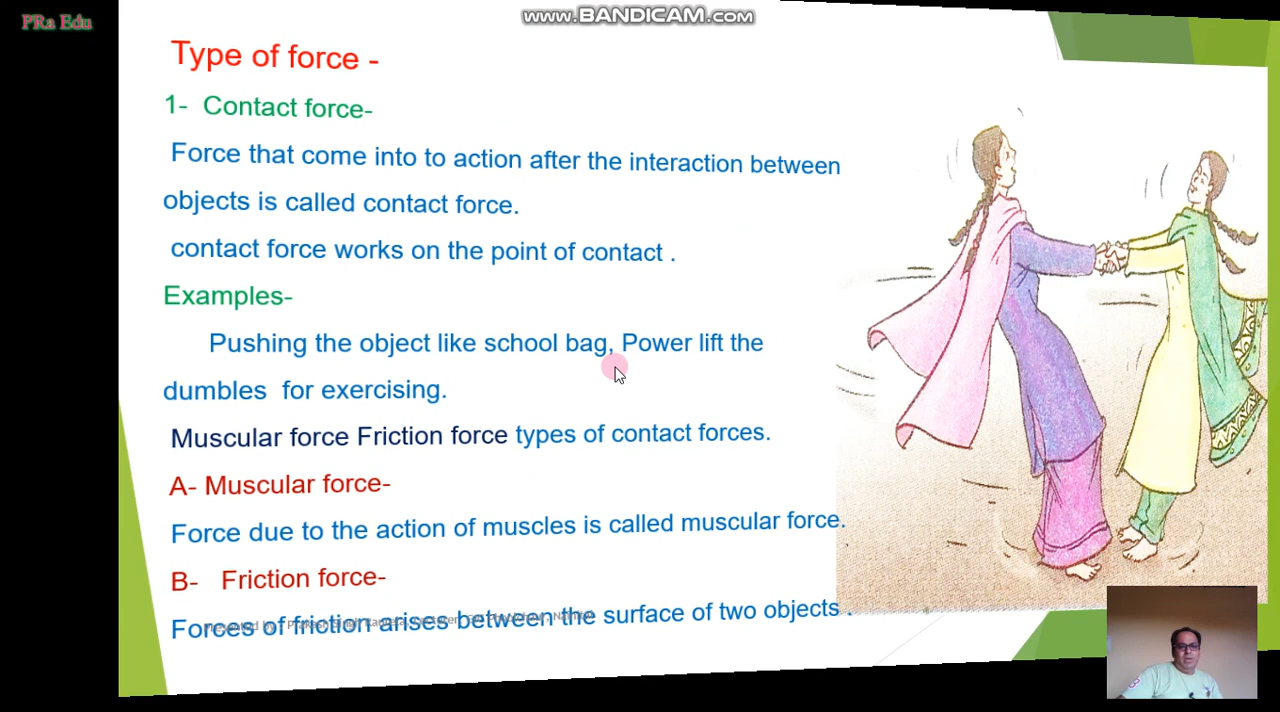 PRa Edu
www.BANDICAM.com
Type of force -
1- Contact force-
Force that come into to action after the interaction between
objects is called contact force.
contact force works on the point of contact .
Examples-
Pushing the object like school bag, Power lift the
dumbles for exercising.
Muscular force Friction force types of contact forces.
A- Muscular force-
Force due to the action of muscles is called muscular force.
B- Friction force-
Forces of friction arises between the surface of two objects .